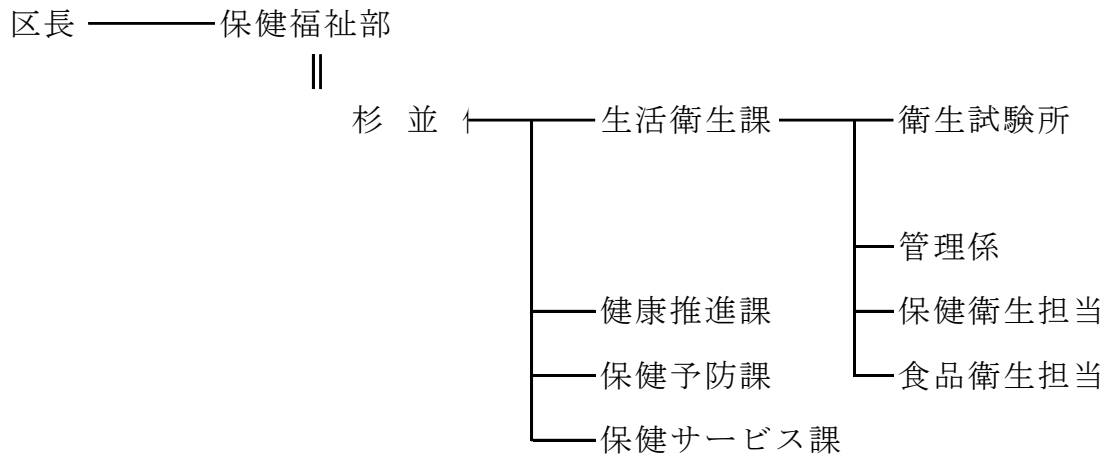 区長 保健福祉部
杉並 生活衛生課 衛生試験所
管理係
健康推進課 保健衛生担当
保健予防課 食品衛生担当
保健サービス課